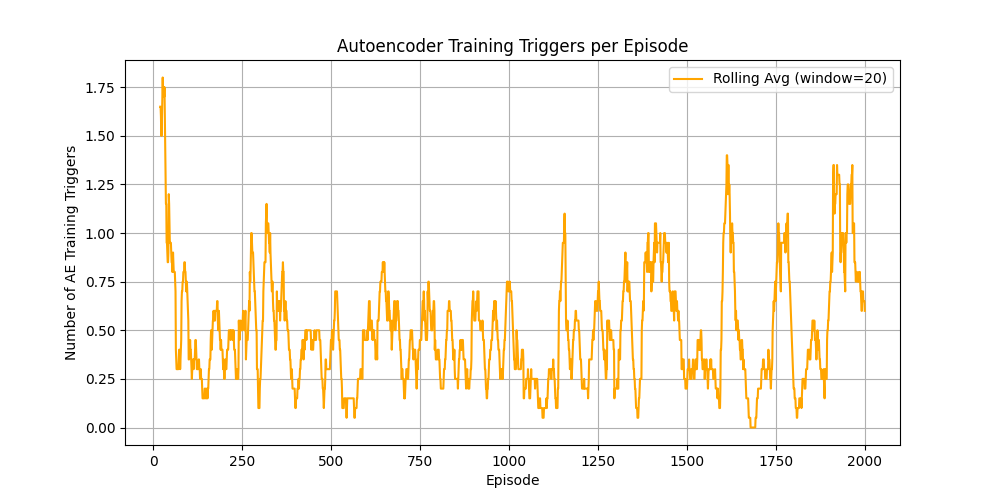 Autoencoder Training Triggers per Episode
Rolling Avg (window=20)
Number of AE Training Triggers
1.75
1.50
1.25
1.00
0.75
0.50
0.25
0.00
0 250 500 750 1000 1250 1500 1750 2000
Episode